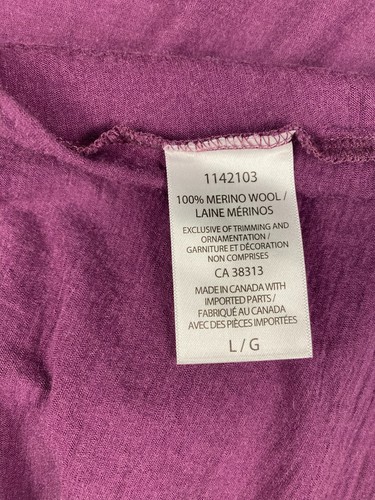 1142103
100% MERINO WOOL /
LAINE MÉRINOS
EXCLUSIVE OF TRIMMING AND
ORNAMENTATION /
GARNITURE ET DÉCORATION
NON COMPRISES
CA 38313
MADE IN CANADA WITH
IMPORTED PARTS /
FABRIQUÉ AU CANADA
AVEC DES PIÈCES IMPORTÉES
L / G